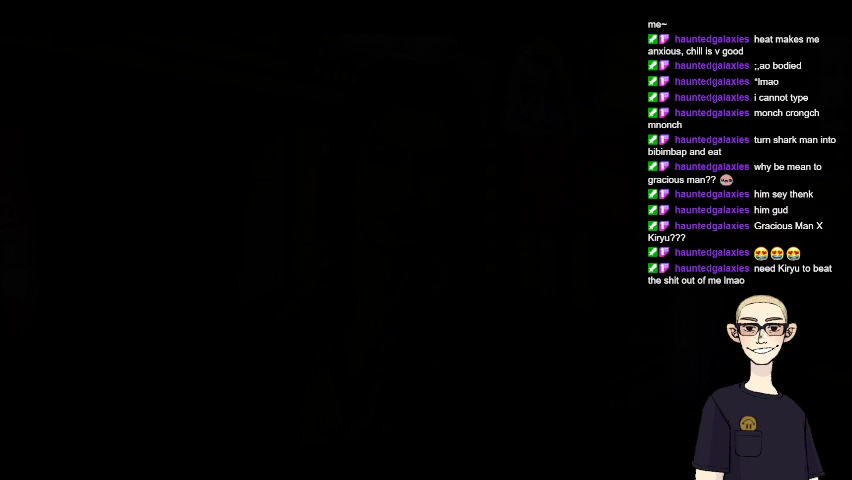 me~
hauntedgalaxies heat makes me
anxious, chill is v good
hauntedgalaxies ;,ao bodied
hauntedgalaxies *lmao
hauntedgalaxies i cannot type
hauntedgalaxies monch crongch
mnonch
hauntedgalaxies turn shark man into
bibimbap and eat
hauntedgalaxies why be mean to
gracious man??
hauntedgalaxies him sey thenk
hauntedgalaxies him gud
hauntedgalaxies Gracious Man X
Kiryu???
hauntedgalaxies
hauntedgalaxies need Kiryu to beat
the shit out of me lmao